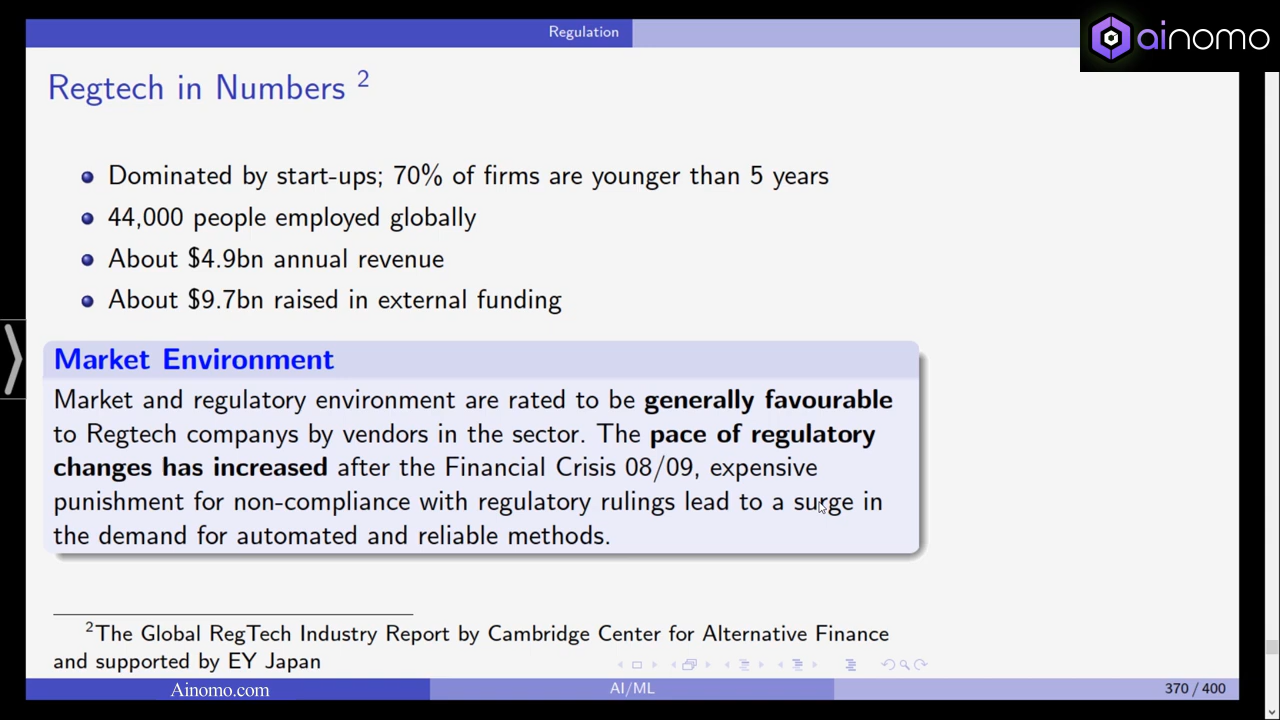 Regulation
ainomo
Regtech in Numbers 2
Dominated by start-ups; 70% of firms are younger than 5 years
44,000 people employed globally
About $4.9bn annual revenue
About $9.7bn raised in external funding
Market Environment
Market and regulatory environment are rated to be generally favourable
to Regtech companys by vendors in the sector. The pace of regulatory
changes has increased after the Financial Crisis 08/09, expensive
punishment for non-compliance with regulatory rulings lead to a surge in
the demand for automated and reliable methods.
2The Global RegTech Industry Report by Cambridge Center for Alternative Finance
and supported by EY Japan
Ainomo.com
AI/ML
370 / 400